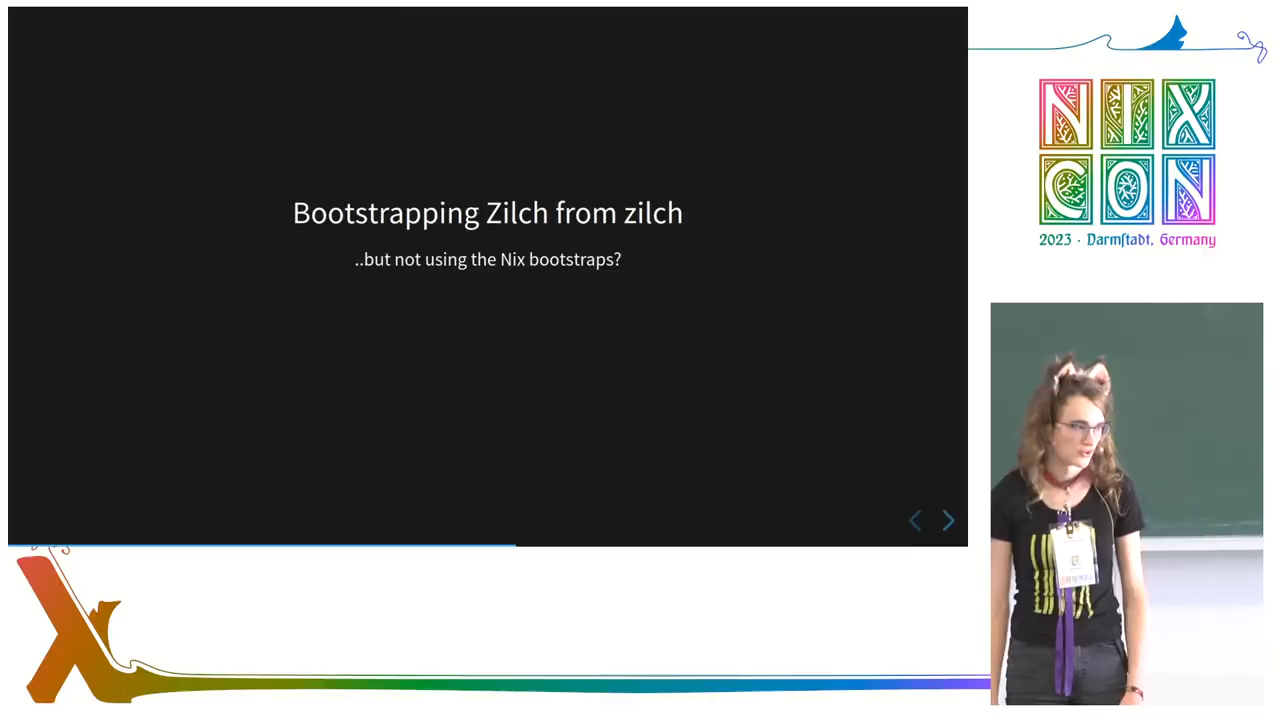 Bootstrapping Zilch from zilch
..but not using the Nix bootstraps?
NIX
CON
2023 · Darmſtadt, Germany